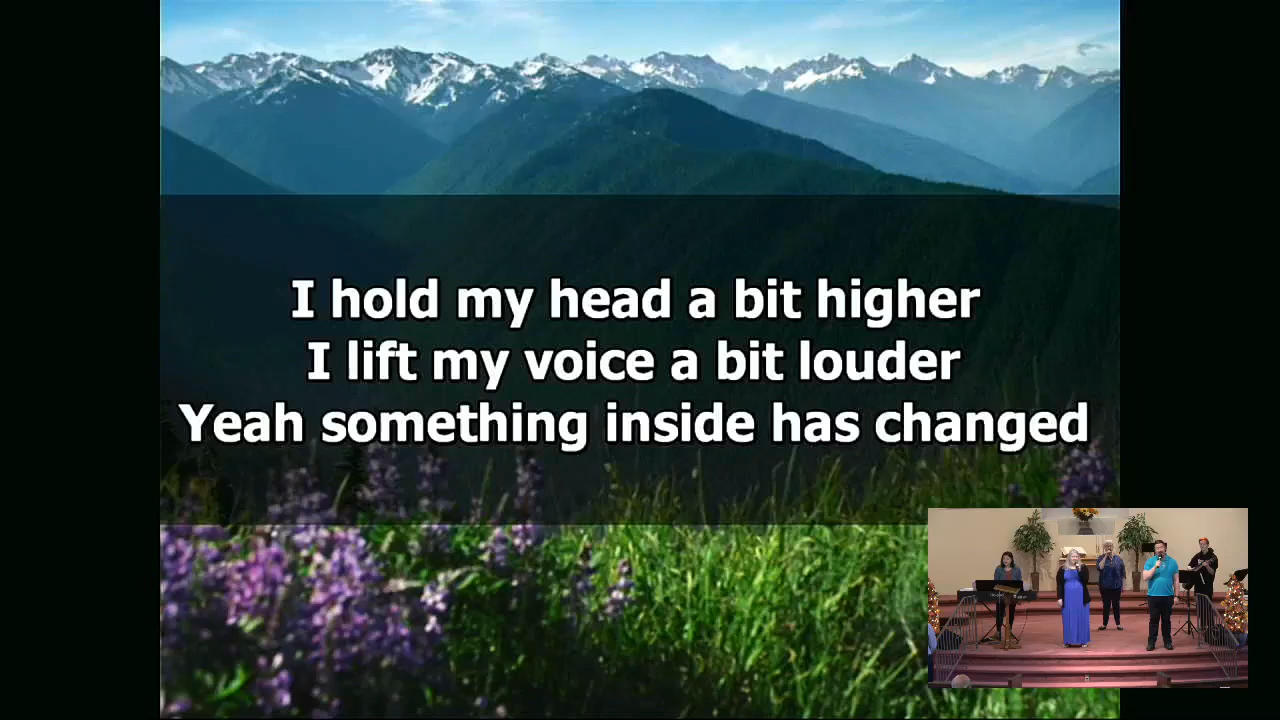 I hold my head a bit higher
I lift my voice a bit louder
Yeah something inside has changed